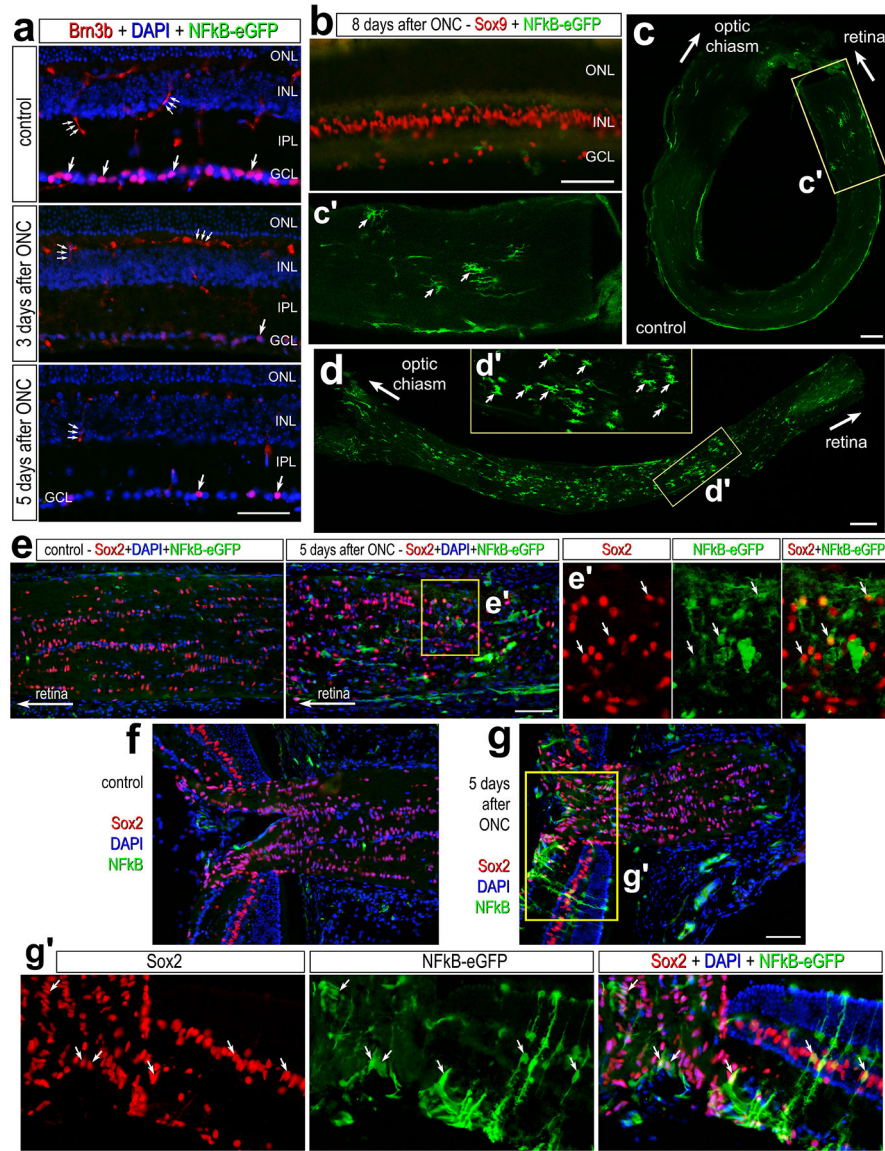 a
Brn3b + DAPI + NFkB-eGFP
control
ONL
INL
IPL
GCL
3 days after ONC
ONL
INL
IPL
GCL
5 days after ONC
ONL
INL
IPL
GCL
b
8 days after ONC - Sox9 + NFkB-eGFP
ONL
INL
GCL
c'
c
optic
chiasm
retina
c'
control
d
optic
chiasm
d'
retina
d'
e
control - Sox2+DAPI+NFkB-eGFP
retina
5 days after ONC - Sox2+DAPI+NFkB-eGFP
e'
retina
e'
Sox2
NFkB-eGFP
Sox2+NFkB-eGFP
f
control
Sox2
DAPI
NFkB
g
5 days
after
ONC
Sox2
DAPI
NFkB
g'
g'
Sox2
NFkB-eGFP
Sox2 + DAPI + NFkB-eGFP